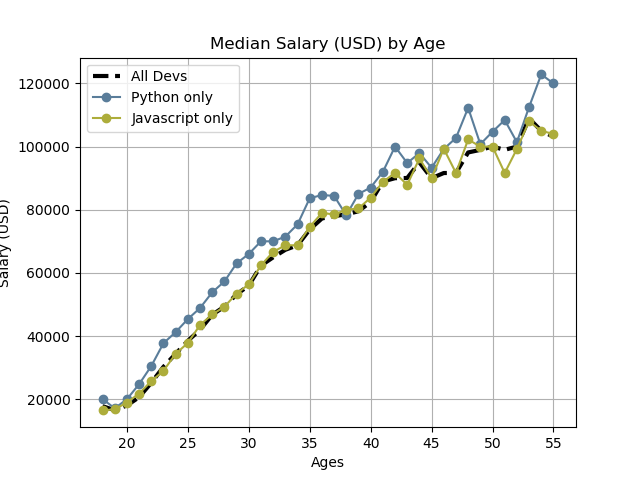 Median Salary (USD) by Age
All Devs
Python only
Javascript only
120000
100000
80000
60000
40000
20000
Salary (USD)
20 25 30 35 40 45 50 55
Ages